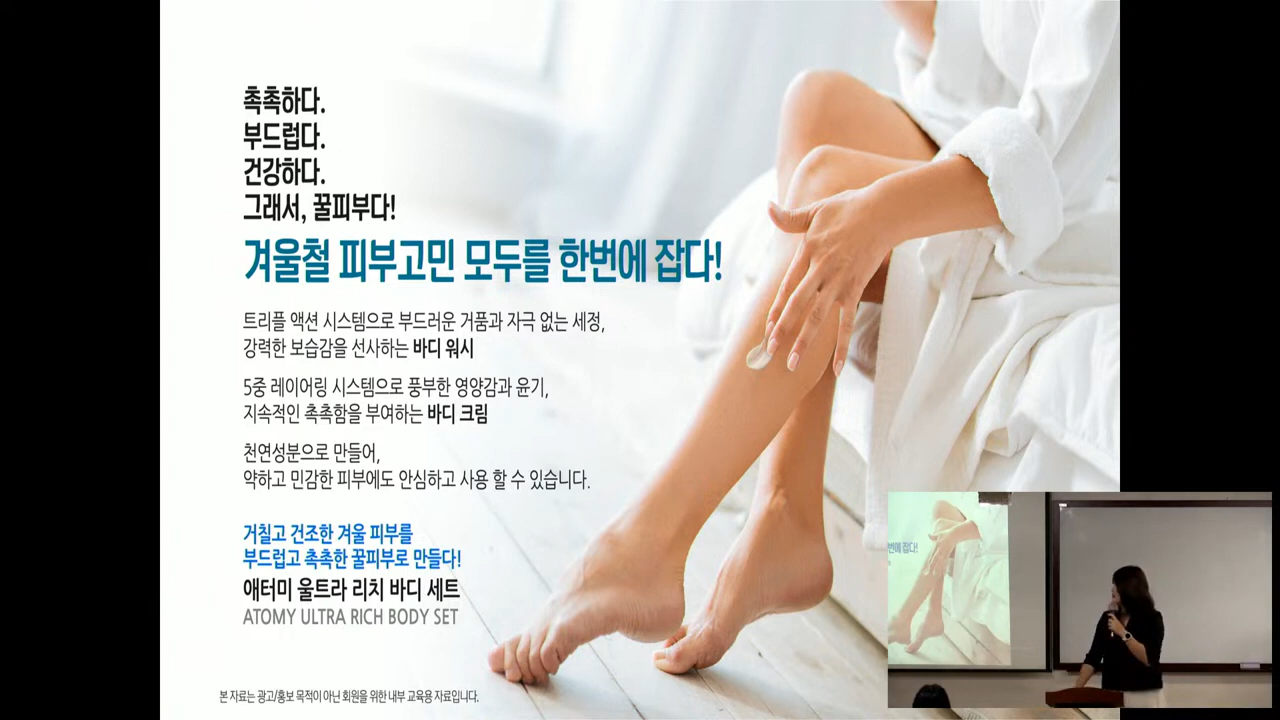 촉촉하다.
부드럽다.
건강하다.
그래서, 꿀피부다!
겨울철 피부고민 모두를 한번에 잡다!
트리플 액션 시스템으로 부드러운 거품과 자극 없는 세정,
강력한 보습감을 선사하는 바디 워시
5중 레이어링 시스템으로 풍부한 영양감과 윤기,
지속적인 촉촉함을 부여하는 바디 크림
천연성분으로 만들어,
약하고 민감한 피부에도 안심하고 사용 할 수 있습니다.
거칠고 건조한 겨울 피부를
부드럽고 촉촉한 꿀피부로 만들다!
애터미 울트라 리치 바디 세트
ATOMY ULTRA RICH BODY SET
본 자료는 광고/홍보 목적이 아닌 회원을 위한 내부 교육용 자료입니다.
번에 잡다!